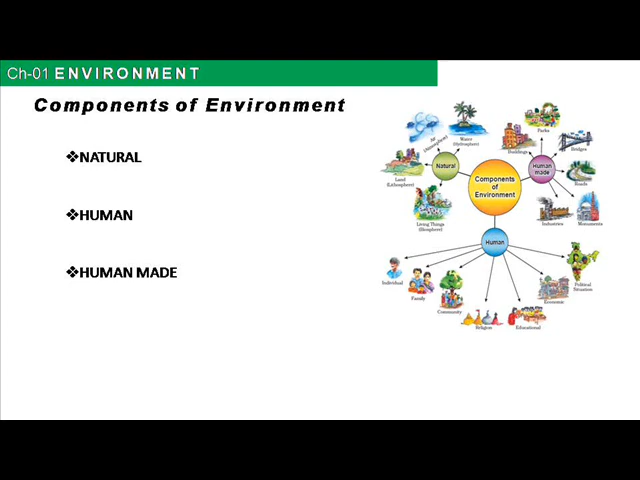 Ch-01 ENVIRONMENT
Components of Environment
❖NATURAL
❖HUMAN
❖HUMAN MADE
Air
(Atmosphere)
Water
(Hydrosphere)
Land
(Lithosphere)
Living Things
(Biosphere)
Natural
Components
of
Environment
Parks
Buildings
Bridges
Human
made
Roads
Industries
Monuments
Human
Individual
Family
Community
Religion
Educational
Economic
Political
Situation